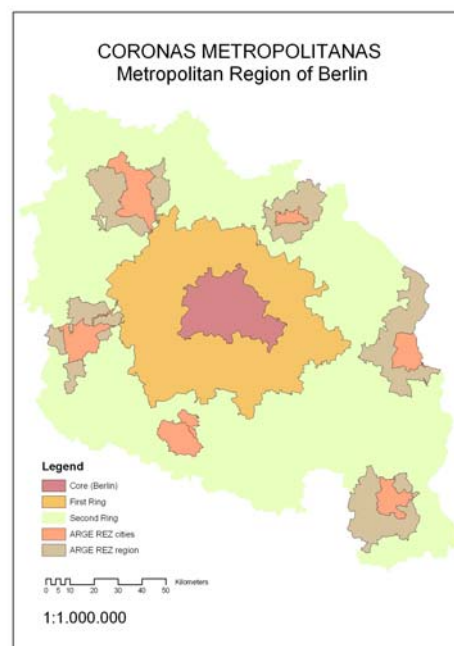 CORONAS METROPOLITANAS
Metropolitan Region of Berlin
Legend
Core (Berlin)
First Ring
Second Ring
ARGE REZ cities
ARGE REZ region
Kilometers
0 5 10 20 30 40 50
1:1.000.000